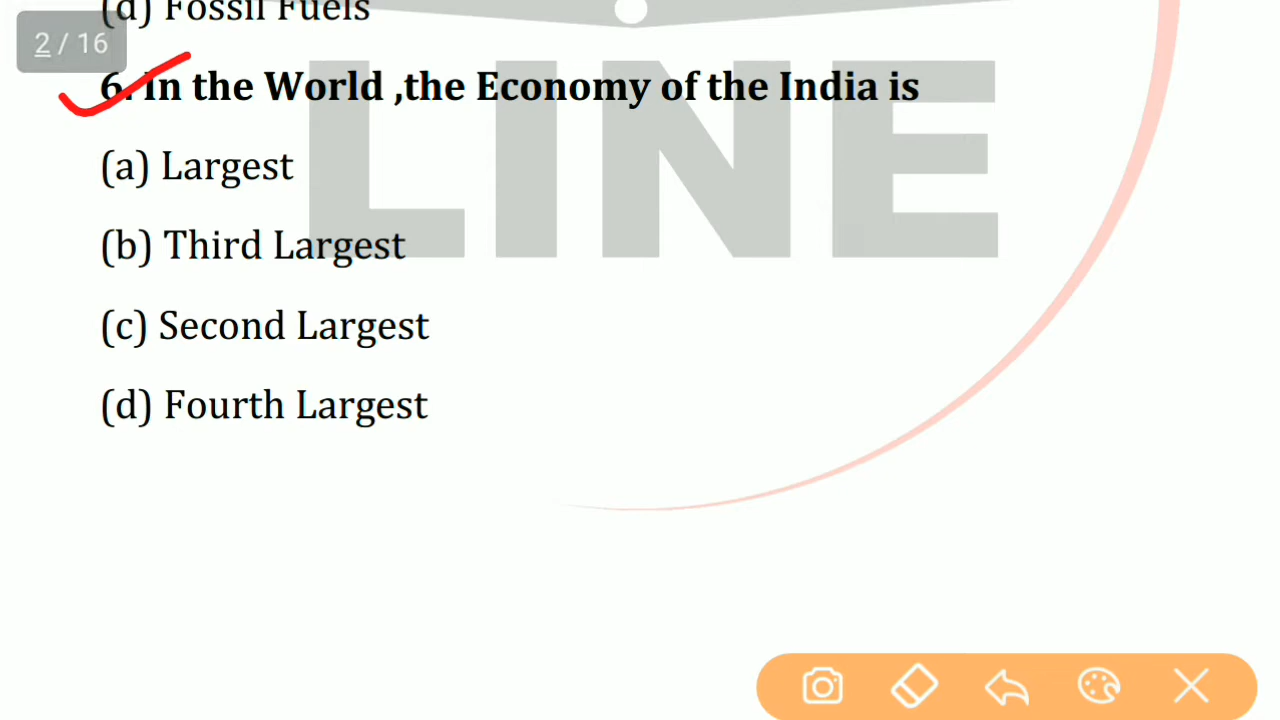 (d) Fossil Fuels
2 / 16
6. In the World ,the Economy of the India is
(a) Largest
(b) Third Largest
(c) Second Largest
(d) Fourth Largest
LINE